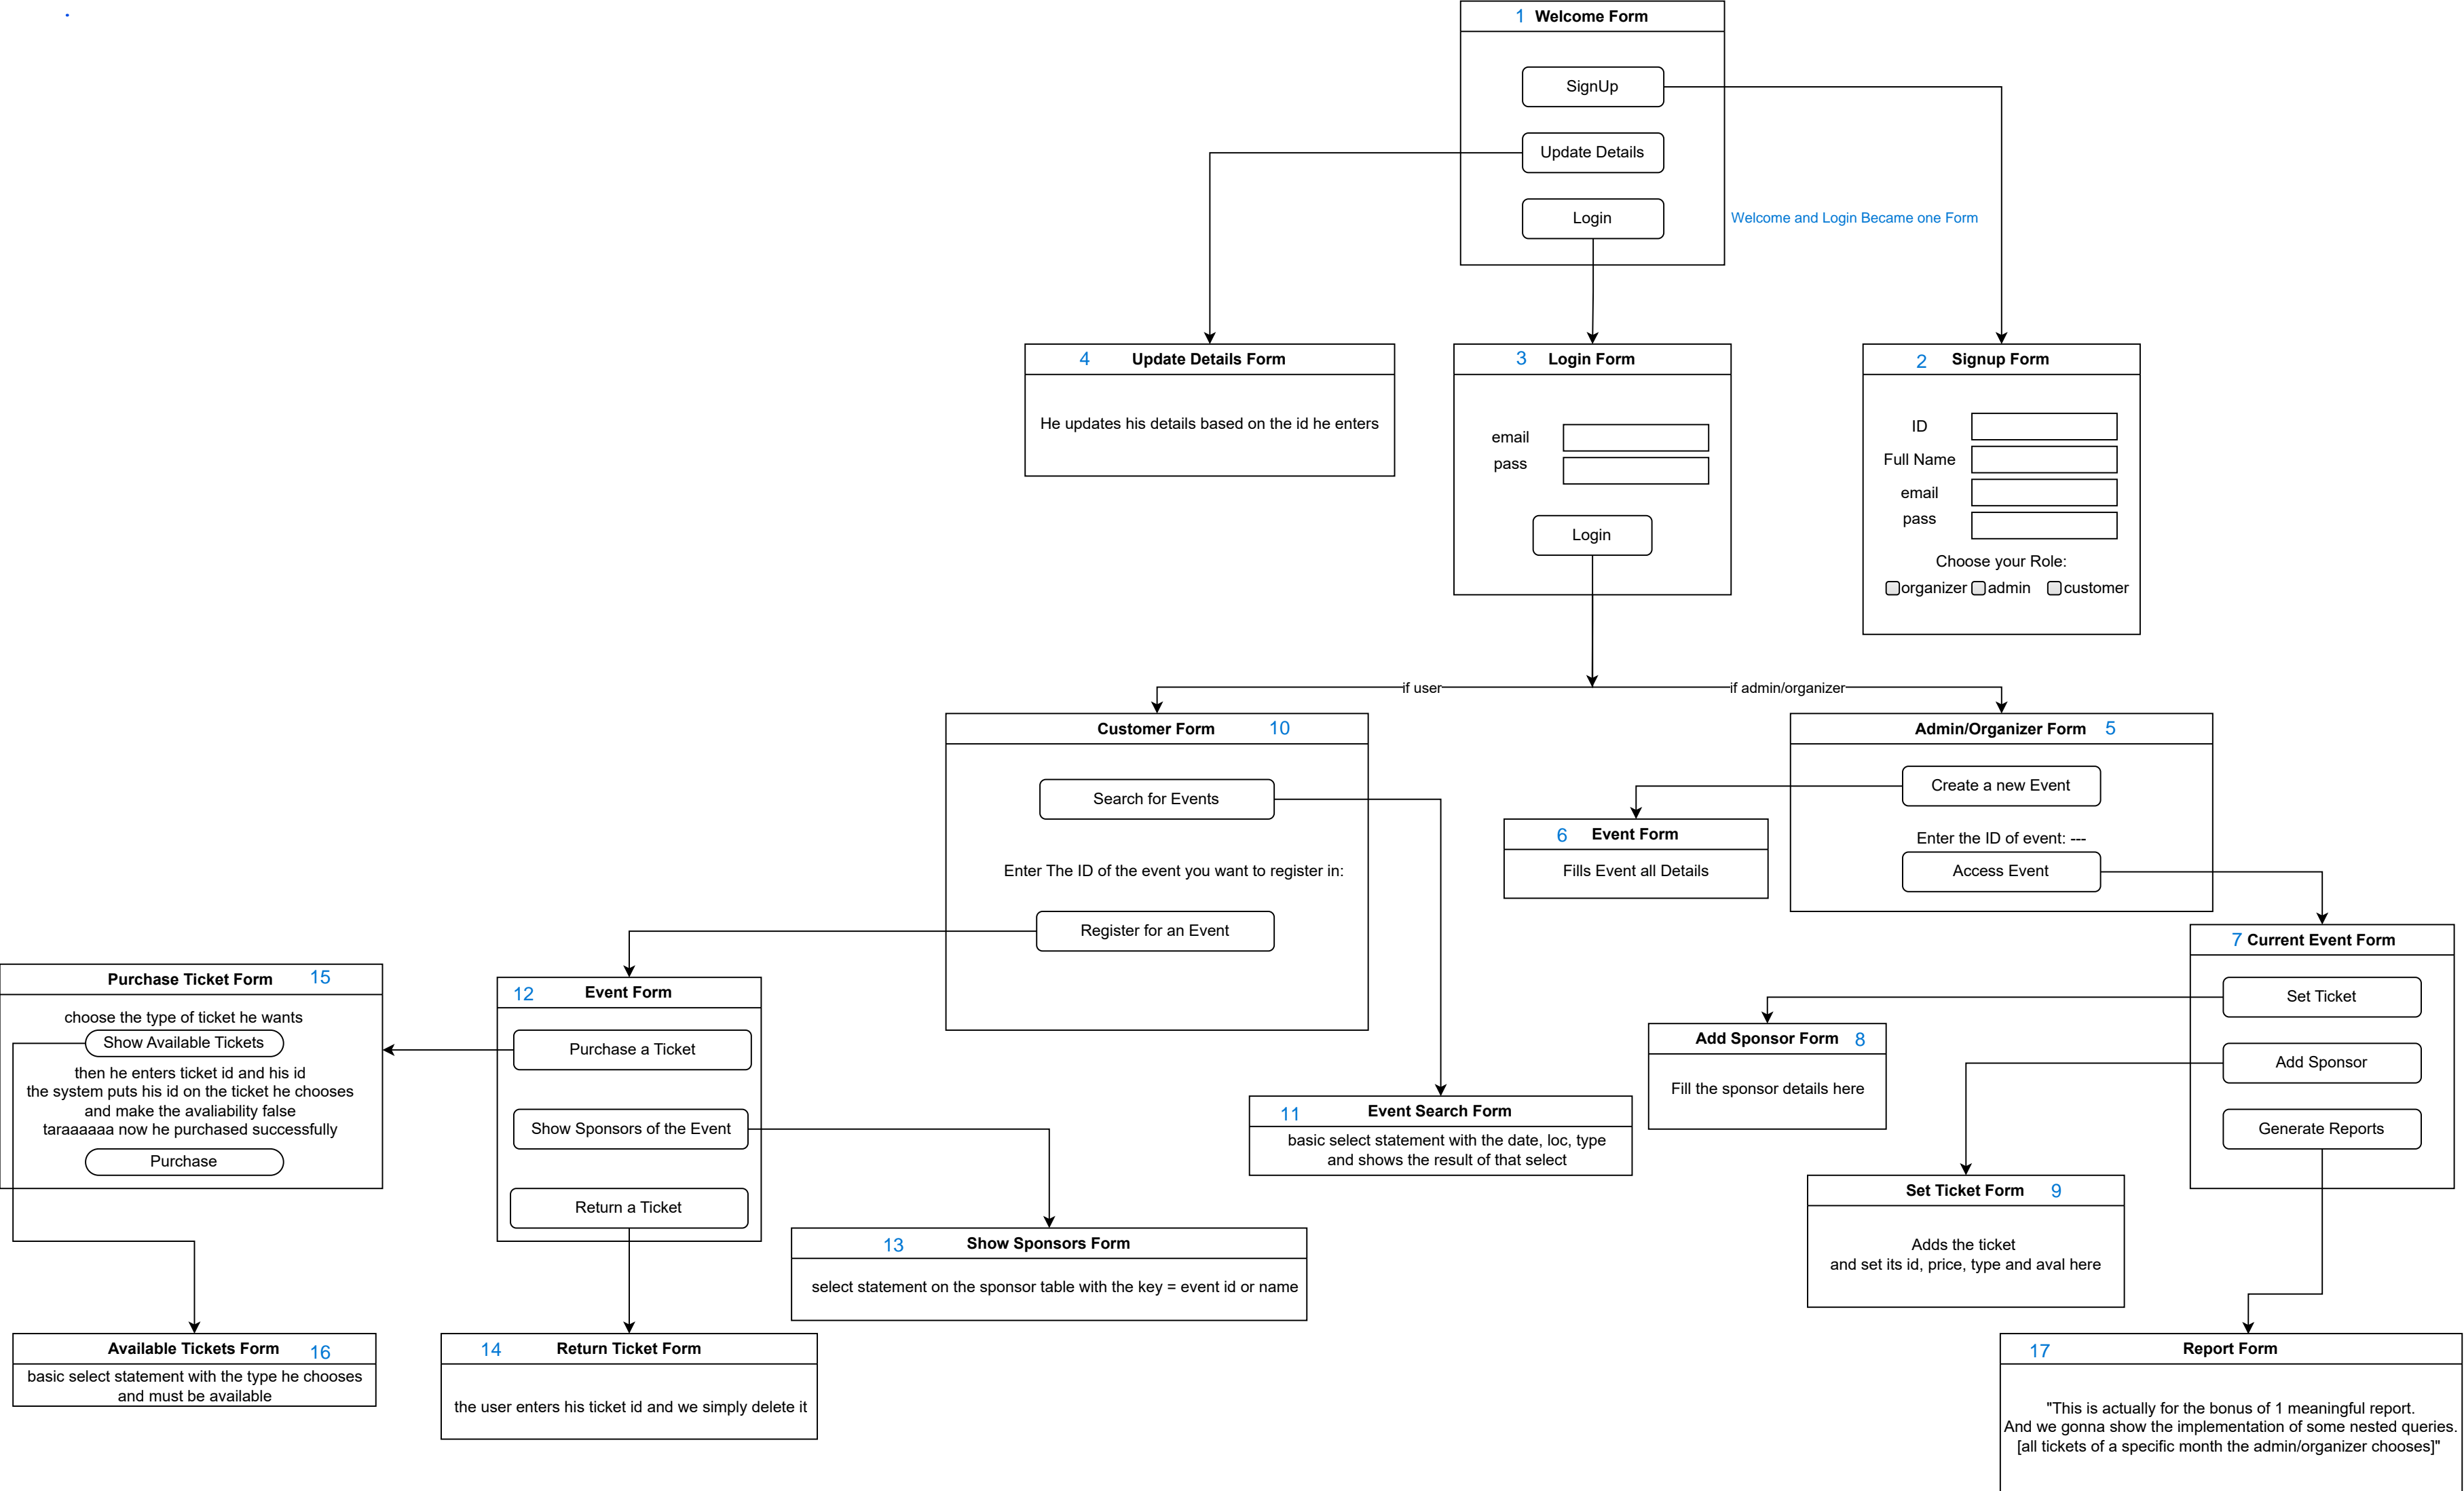 1 Welcome Form
SignUp
Update Details
Login
Welcome and Login Became one Form
4 Update Details Form
He updates his details based on the id he enters
3 Login Form
email
pass
Login
2 Signup Form
ID
Full Name
email
pass
Choose your Role:
organizer admin customer
if user
if admin/organizer
Customer Form 10
Search for Events
Enter The ID of the event you want to register in:
Register for an Event
Admin/Organizer Form 5
Create a new Event
Enter the ID of event: ---
Access Event
6 Event Form
Fills Event all Details
7 Current Event Form
Set Ticket
Add Sponsor
Generate Reports
Purchase Ticket Form 15
choose the type of ticket he wants
Show Available Tickets
then he enters ticket id and his id
the system puts his id on the ticket he chooses
and make the avaliability false
taraaaaaa now he purchased successfully
Purchase
12 Event Form
Purchase a Ticket
Show Sponsors of the Event
Return a Ticket
Add Sponsor Form 8
Fill the sponsor details here
11 Event Search Form
basic select statement with the date, loc, type
and shows the result of that select
Set Ticket Form 9
Adds the ticket
and set its id, price, type and aval here
13 Show Sponsors Form
select statement on the sponsor table with the key = event id or name
Available Tickets Form 16
basic select statement with the type he chooses
and must be available
14 Return Ticket Form
the user enters his ticket id and we simply delete it
17 Report Form
"This is actually for the bonus of 1 meaningful report.
And we gonna show the implementation of some nested queries.
[all tickets of a specific month the admin/organizer chooses]"